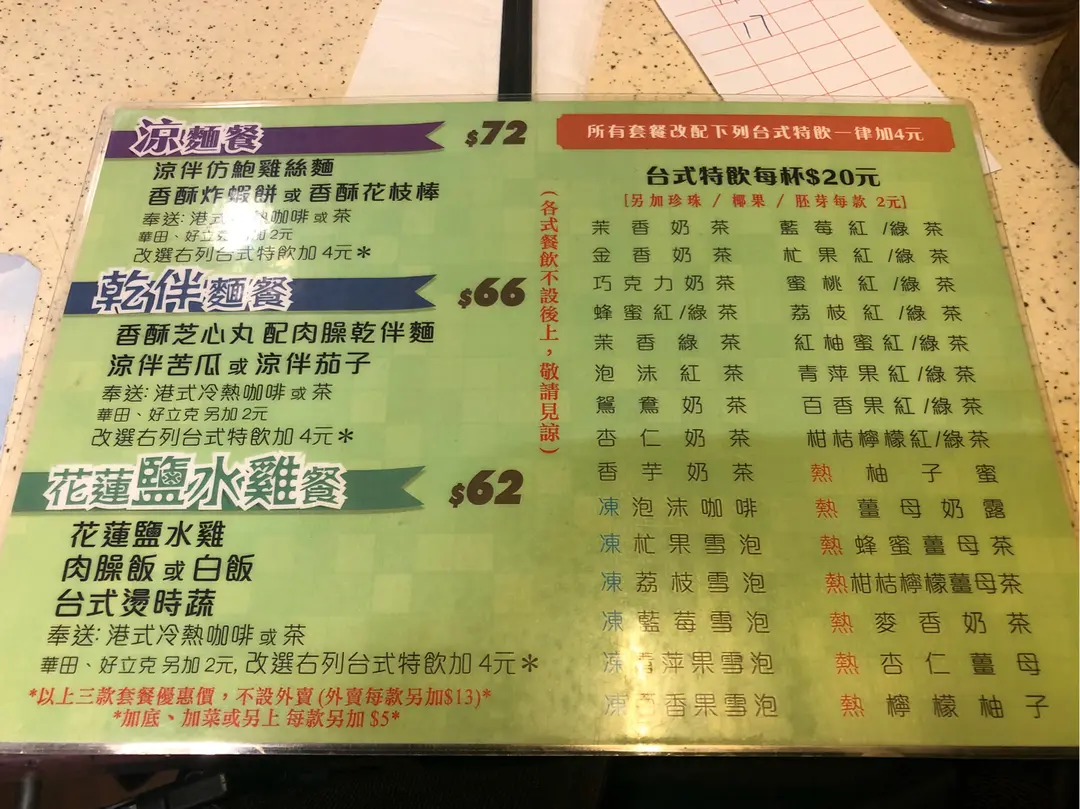 17
涼麵餐 $72
涼伴仿鮑雞絲麵
香酥炸蝦餅 或 香酥花枝棒
奉送: 港式 熱咖啡 或 茶
華田、好立克 加 2元
改選右列台式特飲加 4元*
乾伴麵餐 $66
香酥芝心丸 配肉臊乾伴麵
涼伴苦瓜 或 涼伴茄子
奉送: 港式冷熱咖啡 或 茶
華田、好立克 另加 2元
改選右列台式特飲加 4元*
花蓮鹽水雞餐 $62
花蓮鹽水雞
肉臊飯 或 白飯
台式燙時蔬
奉送: 港式冷熱咖啡 或 茶
華田、好立克 另加 2元, 改選右列台式特飲加 4元*
*以上三款套餐優惠價，不設外賣 (外賣每款另加$13)*
*加底、加菜或另上 每款另加 $5*
(各式餐飲不設後上，敬請見諒)
所有套餐改配下列台式特飲一律加4元
台式特飲每杯$20元
[另加珍珠 / 椰果 / 胚芽每款 2元]
茉香奶茶 藍莓紅/綠茶
金香奶茶 杧果紅/綠茶
巧克力奶茶 蜜桃紅/綠茶
蜂蜜紅/綠茶 荔枝紅/綠茶
茉香綠茶 紅柚蜜紅/綠茶
泡沫紅茶 青萍果紅/綠茶
鴛鴦奶茶 百香果紅/綠茶
杏仁奶茶 柑桔檸檬紅/綠茶
香芋奶茶 熱柚子蜜
凍泡沫咖啡 熱薑母奶露
凍杧果雪泡 熱蜂蜜薑母茶
凍荔枝雪泡 熱柑桔檸檬薑母茶
凍藍莓雪泡 熱麥香奶茶
凍青萍果雪泡 熱杏仁薑母
凍百香果雪泡 熱檸檬柚子